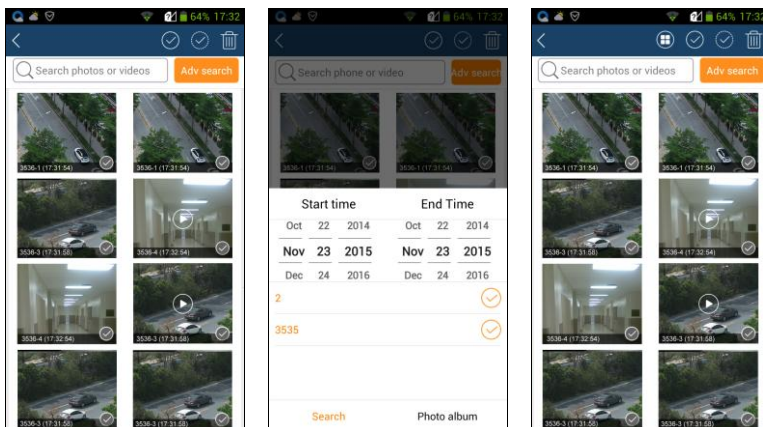 64% 17:32
Search photos or videos
Adv search
3536-1 (17:31:54)
3536-1 (17:31:54)
3536-3 (17:31:58)
3536-4 (17:32:54)
3536-4 (17:32:54)
3536-3 (17:31:58)
3536-3 (17:31:58)
3536-3 (17:31:58)
64% 17:32
Search phone or video
Adv search
3536-1 (17:31:54)
3536-1 (17:31:54)
Start time End Time
Oct 22 2014 Oct 22 2014
Nov 23 2015 Nov 23 2015
Dec 24 2016 Dec 24 2016
2
3535
Search Photo album
64% 17:32
Search photos or videos
Adv search
3536-1 (17:31:54)
3536-1 (17:31:54)
3536-3 (17:31:58)
3536-4 (17:32:54)
3536-4 (17:32:54)
3536-3 (17:31:58)
3536-3 (17:31:58)
3536-3 (17:31:58)